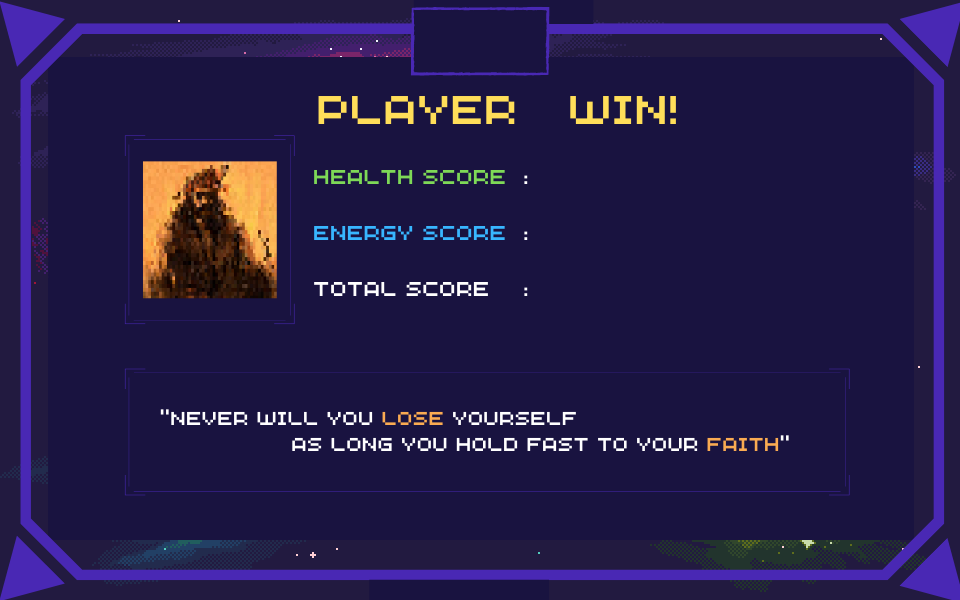 PLAYER WIN!
HEALTH SCORE :
ENERGY SCORE :
TOTAL SCORE :
"NEVER WILL YOU LOSE YOURSELF
AS LONG YOU HOLD FAST TO YOUR FAITH"